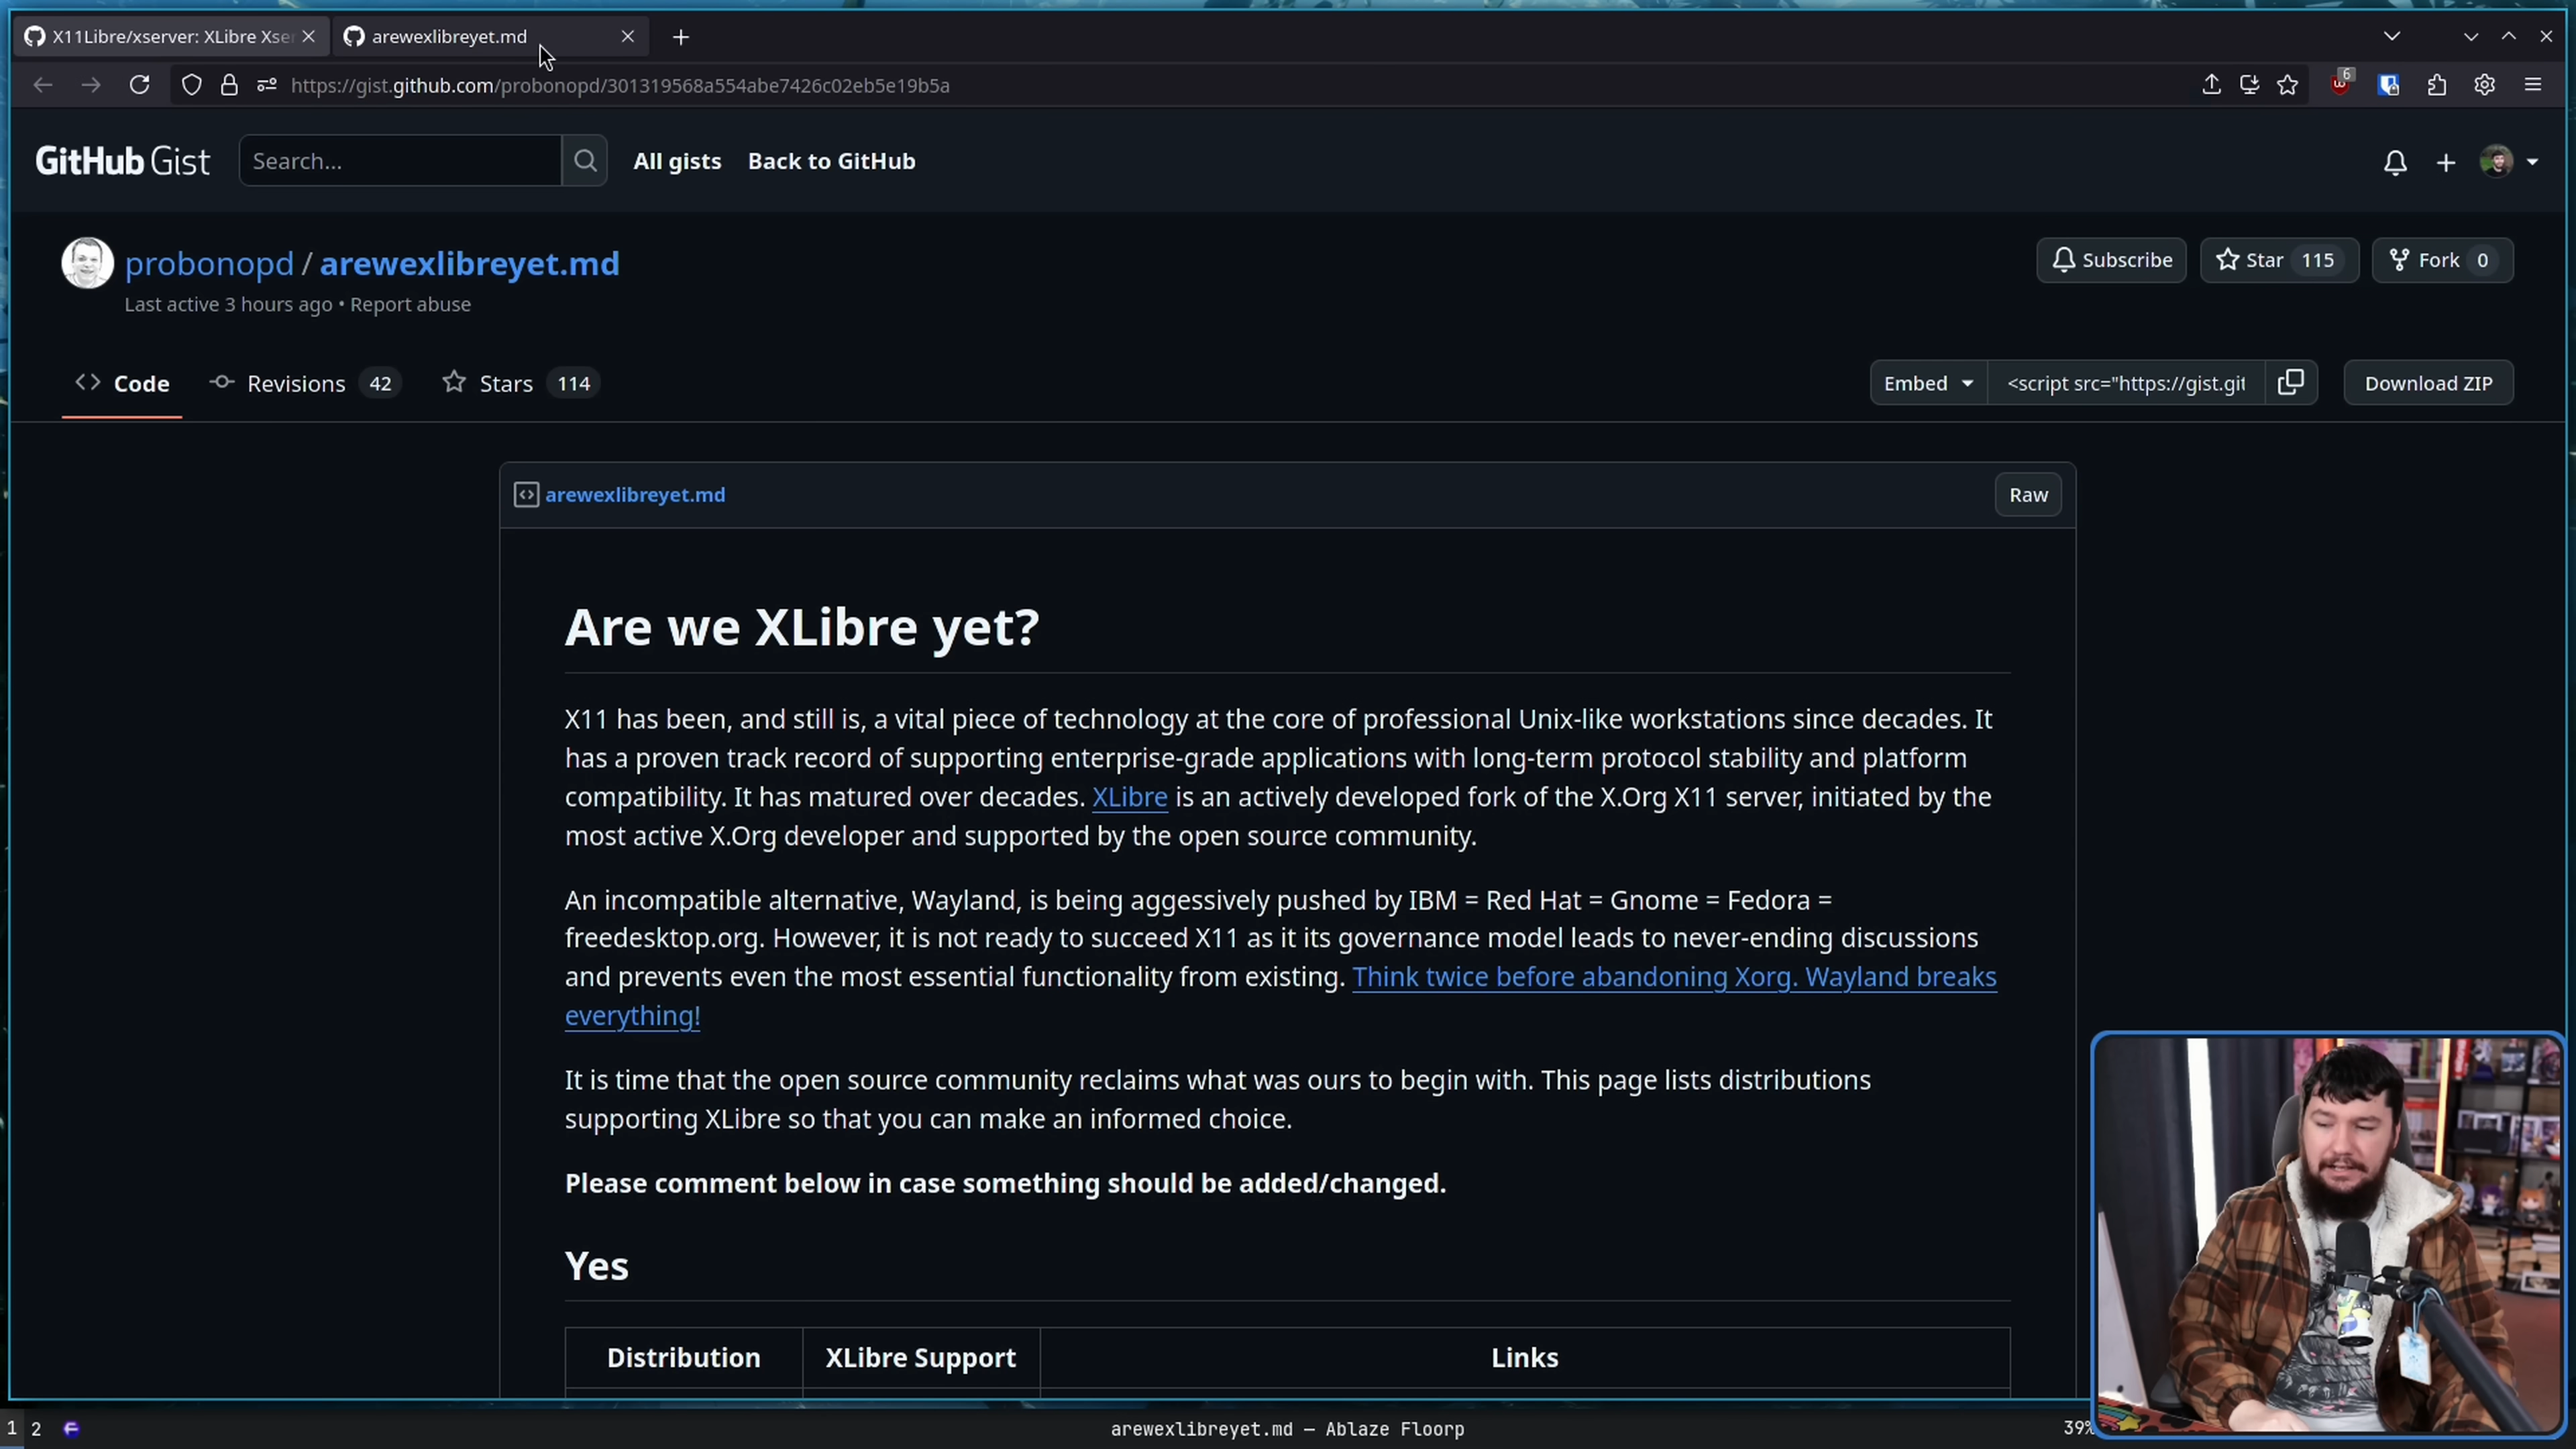 X11Libre/xserver: XLibre Xse
arewexlibreyet.md
https://gist.github.com/probonopd/301319568a554abe7426c02eb5e19b5a
6
GitHub Gist
Search...
All gists
Back to GitHub
probonopd / arewexlibreyet.md
Last active 3 hours ago • Report abuse
Subscribe
Star 115
Fork 0
Code
Revisions 42
Stars 114
Embed
<script src="https://gist.git
Download ZIP
arewexlibreyet.md
Raw
Are we XLibre yet?
X11 has been, and still is, a vital piece of technology at the core of professional Unix-like workstations since decades. It
has a proven track record of supporting enterprise-grade applications with long-term protocol stability and platform
compatibility. It has matured over decades. XLibre is an actively developed fork of the X.Org X11 server, initiated by the
most active X.Org developer and supported by the open source community.
An incompatible alternative, Wayland, is being aggressively pushed by IBM = Red Hat = Gnome = Fedora =
freedesktop.org. However, it is not ready to succeed X11 as it its governance model leads to never-ending discussions
and prevents even the most essential functionality from existing. Think twice before abandoning Xorg. Wayland breaks
everything!
It is time that the open source community reclaims what was ours to begin with. This page lists distributions
supporting XLibre so that you can make an informed choice.
Please comment below in case something should be added/changed.
Yes
Distribution
XLibre Support
Links
1 2
arewexlibreyet.md — Ablaze Floorp
39%